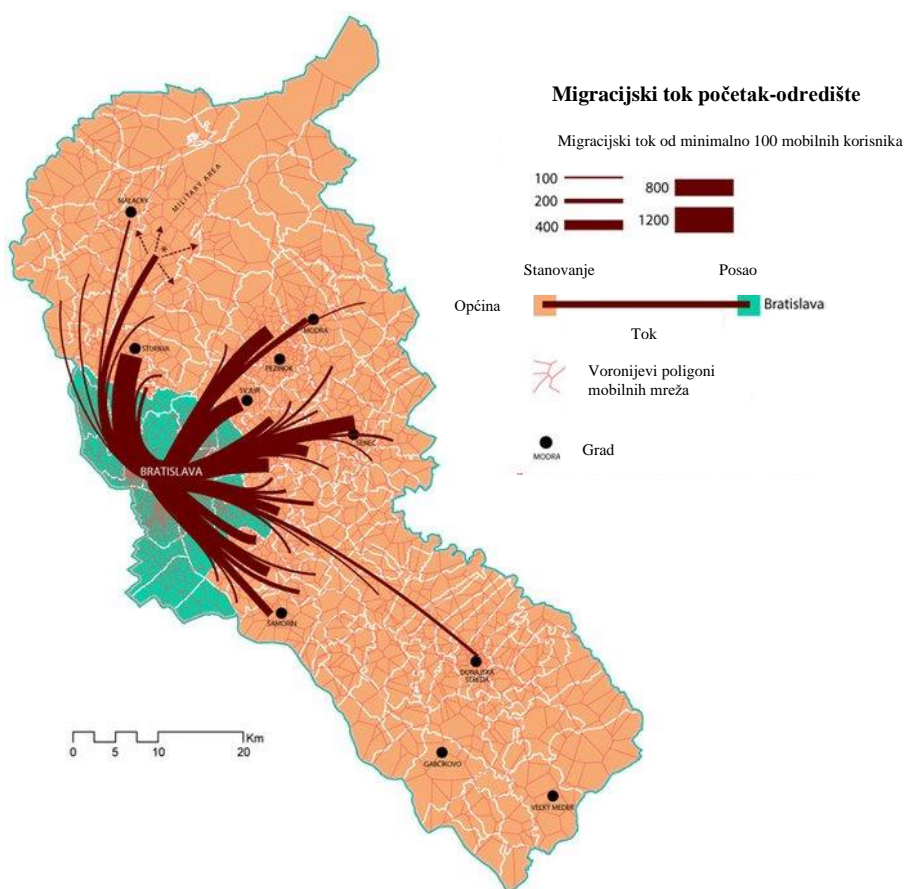 Migracijski tok početak-odredište
Migracijski tok od minimalno 100 mobilnih korisnika
100
200
400
800
1200
Stanovanje
Posao
Općina
Bratislava
Tok
Voronijevi poligoni
mobilnih mreža
MODRA
Grad
MALACKY
MILITARY AREA
*
STUPAVA
MODRA
PEZINOK
SV.JUR
SENEC
BRATISLAVA
ŠAMORÍN
DUNAJSKÁ
STREDA
GABČÍKOVO
VEĽKÝ MEDER
Km
0 5 10 20